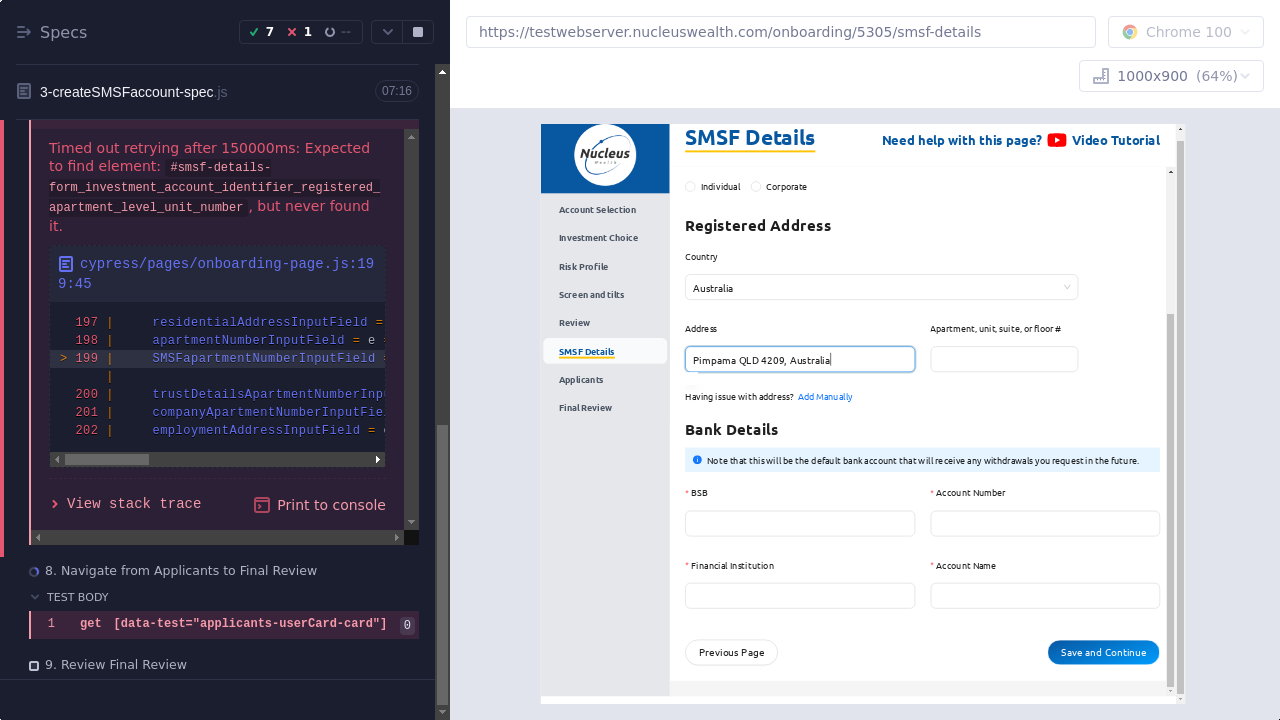 Specs
7
1
--
3-createSMSFaccount-spec.js
07:16
Timed out retrying after 150000ms: Expected
to find element: #smsf-details-
form_investment_account_identifier_registered_
apartment_level_unit_number , but never found
it.
cypress/pages/onboarding-page.js:19
9:45
197 | residentialAddressInputField =
198 | apartmentNumberInputField = e =
> 199 | SMSFapartmentNumberInputField =
|
200 | trustDetailsApartmentNumberInpu
201 | companyApartmentNumberInputFiel
202 | employmentAddressInputField = e
View stack trace
Print to console
8. Navigate from Applicants to Final Review
TEST BODY
1 get [data-test="applicants-userCard-card"] 0
9. Review Final Review
https://testwebserver.nucleuswealth.com/onboarding/5305/smsf-details
Chrome 100
1000x900 (64%)
Nucleus
Wealth
SMSF Details
Need help with this page?
Video Tutorial
Account Selection
Investment Choice
Risk Profile
Screen and tilts
Review
SMSF Details
Applicants
Final Review
Individual
Corporate
Registered Address
Country
Australia
Address
Apartment, unit, suite, or floor #
Pimpama QLD 4209, Australia
Having issue with address? Add Manually
Bank Details
Note that this will be the default bank account that will receive any withdrawals you request in the future.
* BSB
* Account Number
* Financial Institution
* Account Name
Previous Page
Save and Continue